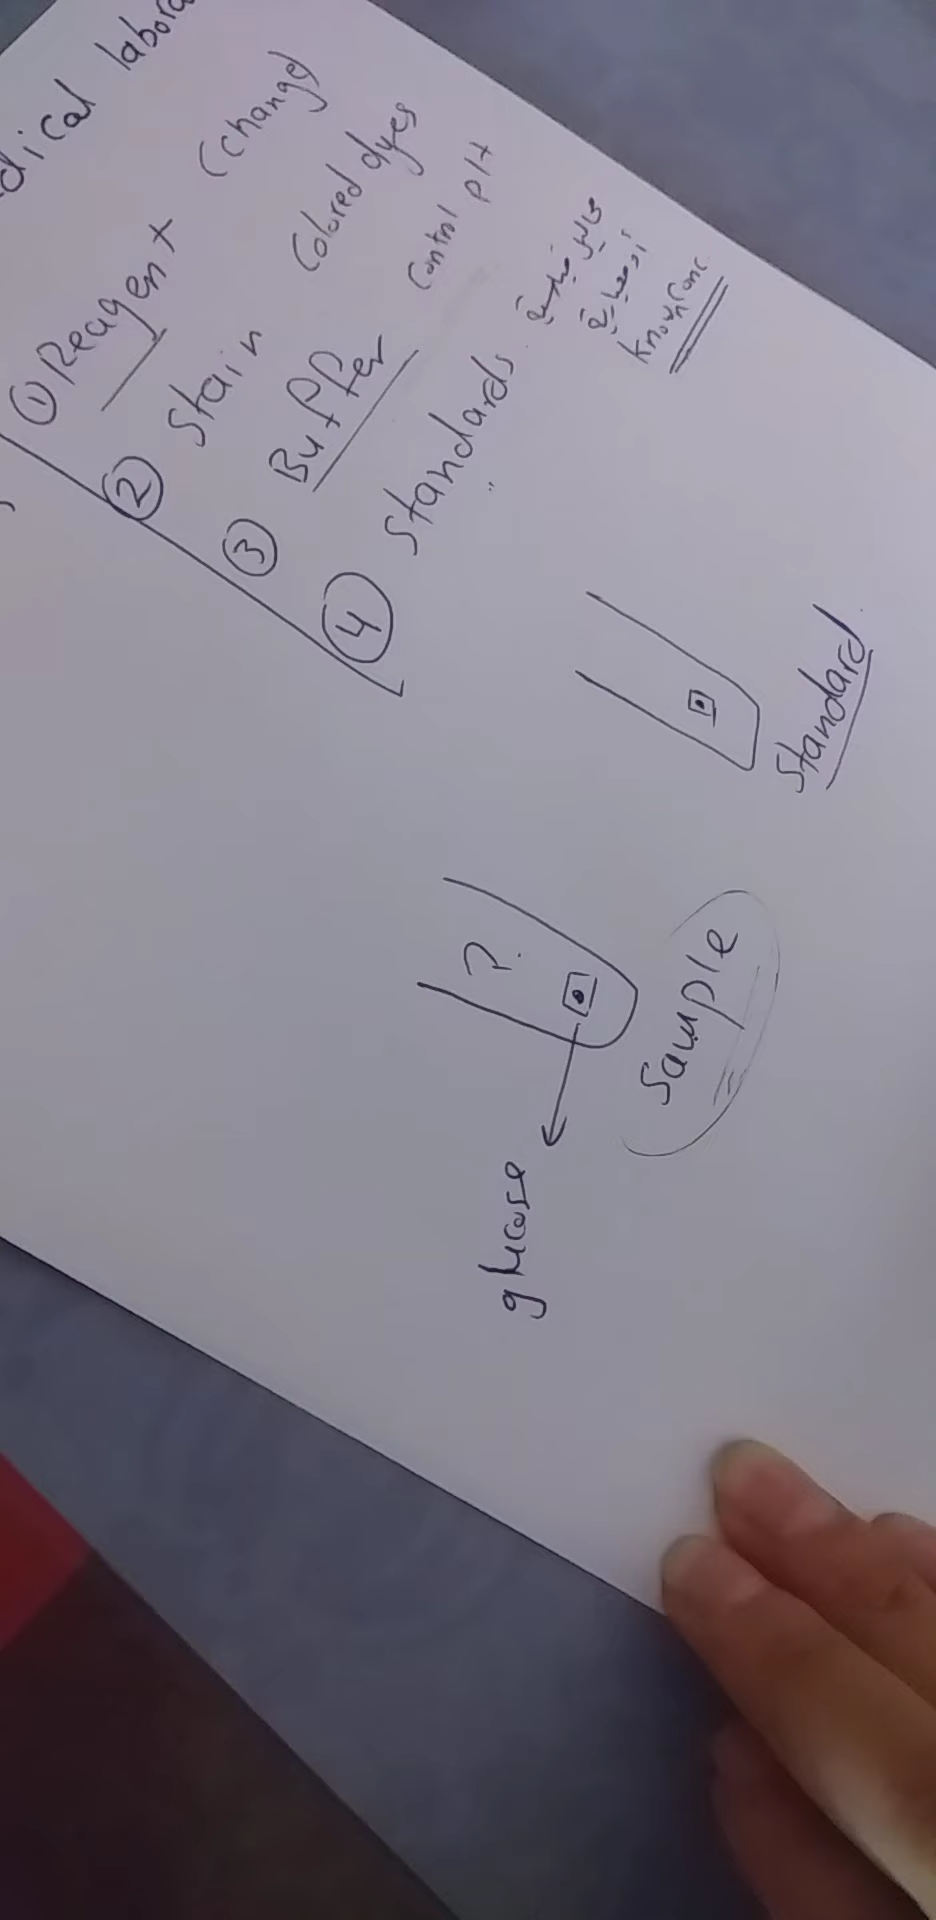 dical labora
① Reagent (change)
② Stain Colored dyes
③ Buffer Control pH
④ Standards
known Conc.
Standard
?
Sample
glucose